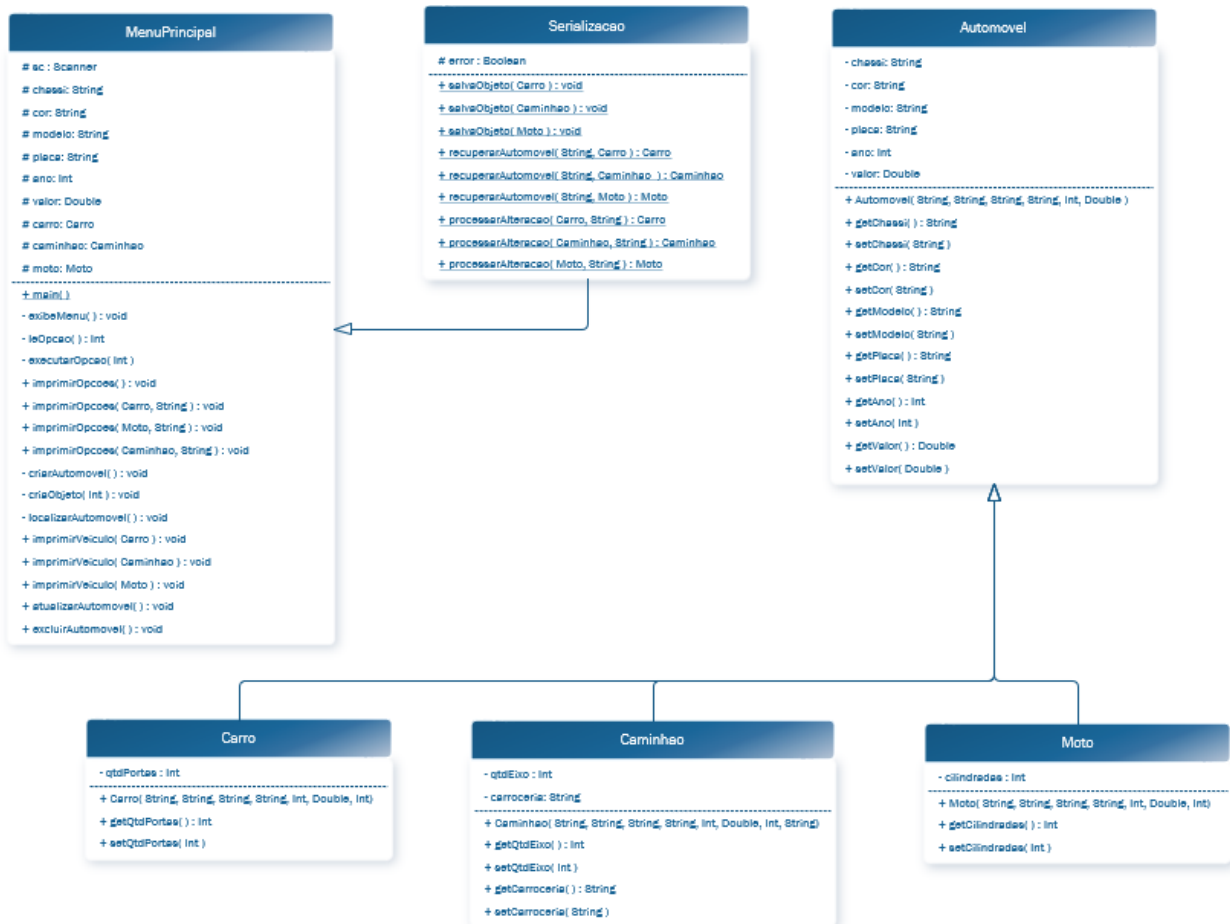 MenuPrincipal
# sc : Scanner
# chassi: String
# cor: String
# modelo: String
# placa: String
# ano: Int
# valor: Double
# carro: Carro
# caminhao: Caminhao
# moto: Moto
+ main( )
- exibeMenu( ) : void
- leOpcao( ) : Int
- executarOpcao( Int )
+ imprimirOpcoes( ) : void
+ imprimirOpcoes( Carro, String ) : void
+ imprimirOpcoes( Moto, String ) : void
+ imprimirOpcoes( Caminhao, String ) : void
- criarAutomovel( ) : void
- criaObjeto( Int ) : void
- localizarAutomovel( ) : void
+ imprimirVeiculo( Carro ) : void
+ imprimirVeiculo( Caminhao ) : void
+ imprimirVeiculo( Moto ) : void
+ atualizarAutomovel( ) : void
+ excluirAutomovel( ) : void
Serializacao
# error : Boolean
+ salvaObjeto( Carro ) : void
+ salvaObjeto( Caminhao ) : void
+ salvaObjeto( Moto ) : void
+ recuperarAutomovel( String, Carro ) : Carro
+ recuperarAutomovel( String, Caminhao ) : Caminhao
+ recuperarAutomovel( String, Moto ) : Moto
+ processarAlteracao( Carro, String ) : Carro
+ processarAlteracao( Caminhao, String ) : Caminhao
+ processarAlteracao( Moto, String ) : Moto
Automovel
- chassi: String
- cor: String
- modelo: String
- placa: String
- ano: Int
- valor: Double
+ Automovel( String, String, String, String, Int, Double )
+ getChassi( ) : String
+ setChassi( String )
+ getCor( ) : String
+ setCor( String )
+ getModelo( ) : String
+ setModelo( String )
+ getPlaca( ) : String
+ setPlaca( String )
+ getAno( ) : Int
+ setAno( Int )
+ getValor( ) : Double
+ setValor( Double )
Carro
- qtdPortas : Int
+ Carro( String, String, String, String, Int, Double, Int)
+ getQtdPortas( ) : Int
+ setQtdPortas( Int )
Caminhao
- qtdEixo : Int
- carroceria: String
+ Caminhao( String, String, String, String, Int, Double, Int, String)
+ getQtdEixo( ) : Int
+ setQtdEixo( Int )
+ getCarroceria( ) : String
+ setCarroceria( String )
Moto
- cilindradas : Int
+ Moto( String, String, String, String, Int, Double, Int)
+ getCilindradas( ) : Int
+ setCilindradas( Int )